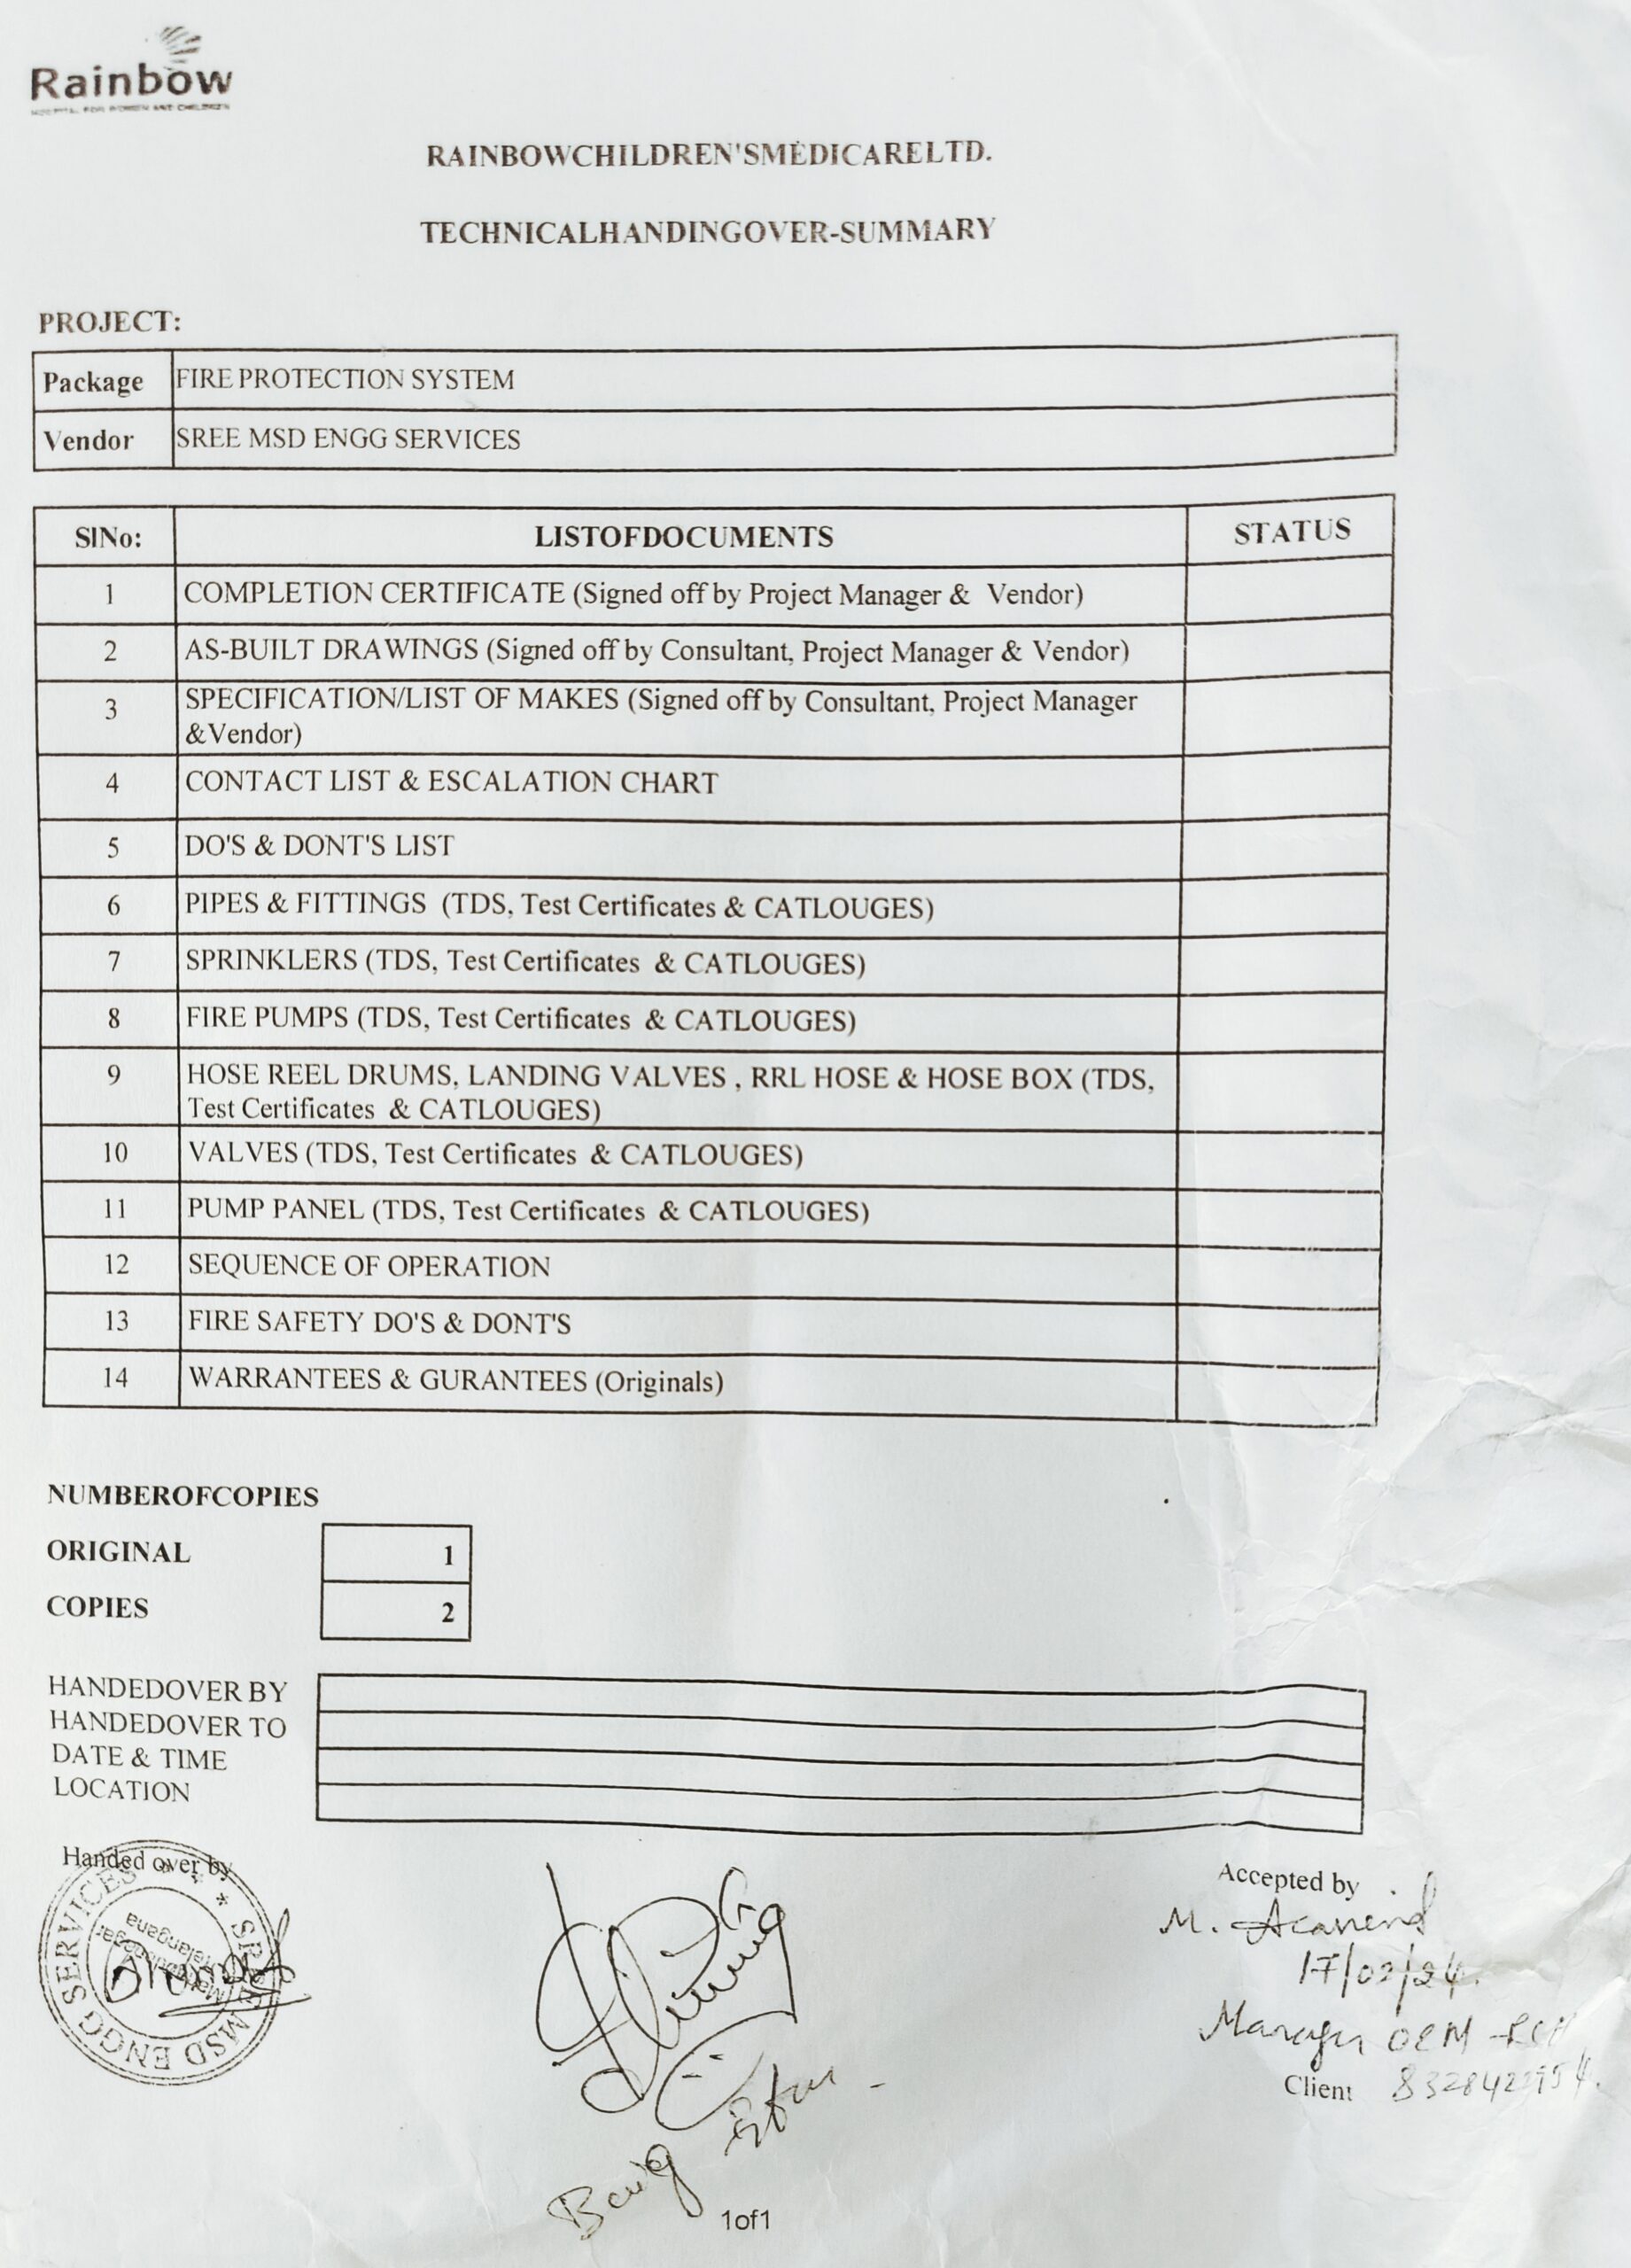 Rainbow
HOSPITAL FOR WOMEN AND CHILDREN
RAINBOWCHILDREN'SMEDICARELTD.
TECHNICALHANDINGOVER-SUMMARY
PROJECT:
Package FIRE PROTECTION SYSTEM
Vendor SREE MSD ENGG SERVICES
SlNo: LISTOFDOCUMENTS STATUS
1 COMPLETION CERTIFICATE (Signed off by Project Manager & Vendor)
2 AS-BUILT DRAWINGS (Signed off by Consultant, Project Manager & Vendor)
3 SPECIFICATION/LIST OF MAKES (Signed off by Consultant, Project Manager
&Vendor)
4 CONTACT LIST & ESCALATION CHART
5 DO'S & DONT'S LIST
6 PIPES & FITTINGS (TDS, Test Certificates & CATLOUGES)
7 SPRINKLERS (TDS, Test Certificates & CATLOUGES)
8 FIRE PUMPS (TDS, Test Certificates & CATLOUGES)
9 HOSE REEL DRUMS, LANDING VALVES , RRL HOSE & HOSE BOX (TDS,
Test Certificates & CATLOUGES)
10 VALVES (TDS, Test Certificates & CATLOUGES)
11 PUMP PANEL (TDS, Test Certificates & CATLOUGES)
12 SEQUENCE OF OPERATION
13 FIRE SAFETY DO'S & DONT'S
14 WARRANTEES & GURANTEES (Originals)
NUMBEROFCOPIES
ORIGINAL 1
COPIES 2
HANDEDOVER BY
HANDEDOVER TO
DATE & TIME
LOCATION
Handed over by
SREE MSD ENGG SERVICES
Telangana
Accepted by
M.
17/02/24.
Manager
Client
Baig
1of1